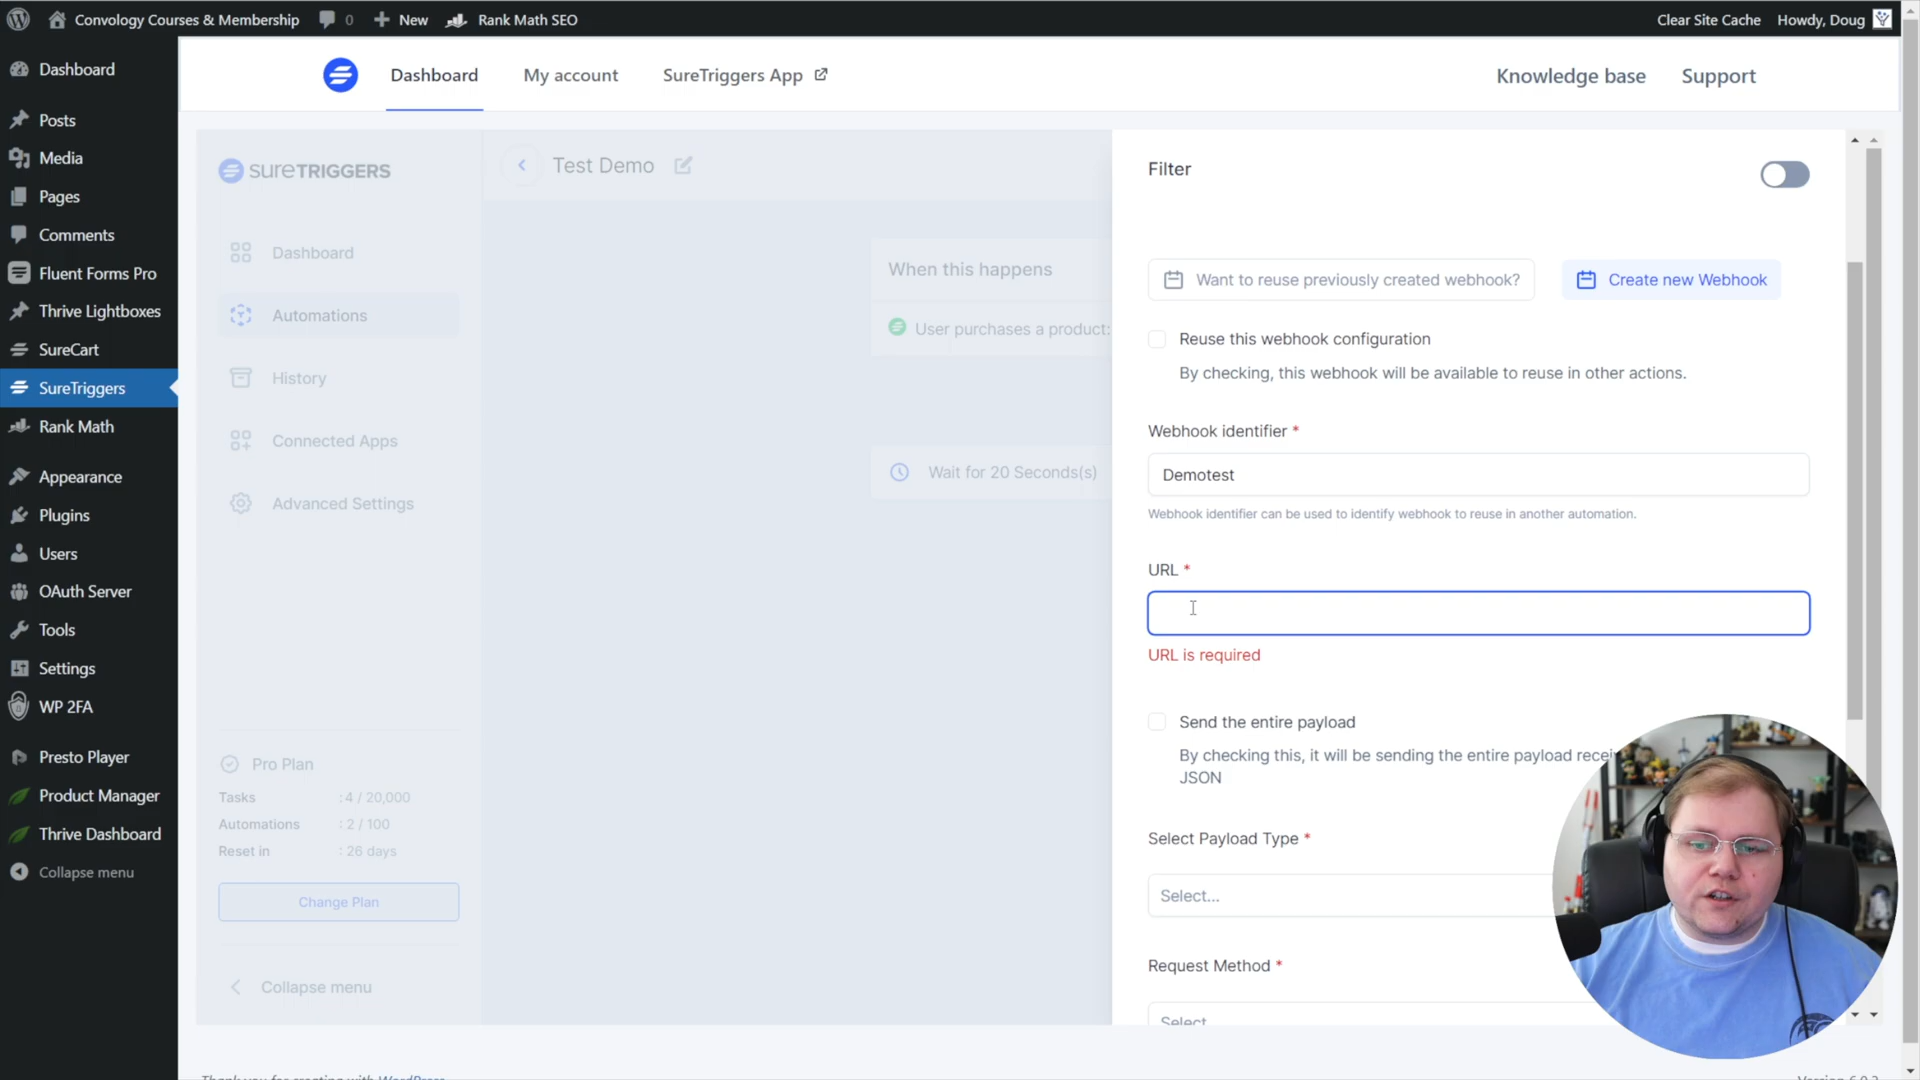 Convology Courses & Membership
0
New
Rank Math SEO
Clear Site Cache
Howdy, Doug
Dashboard
Posts
Media
Pages
Comments
Fluent Forms Pro
Thrive Lightboxes
SureCart
SureTriggers
Rank Math
Appearance
Plugins
Users
OAuth Server
Tools
Settings
WP 2FA
Presto Player
Product Manager
Thrive Dashboard
Collapse menu
Dashboard
My account
SureTriggers App
Knowledge base
Support
sureTRIGGERS
Dashboard
Automations
History
Connected Apps
Advanced Settings
Pro Plan
Tasks : 4 / 20,000
Automations : 2 / 100
Reset in : 26 days
Change Plan
Collapse menu
Test Demo
When this happens
User purchases a product:
Wait for 20 Seconds(s)
Filter
Want to reuse previously created webhook?
Create new Webhook
Reuse this webhook configuration
By checking, this webhook will be available to reuse in other actions.
Webhook identifier *
Demotest
Webhook identifier can be used to identify webhook to reuse in another automation.
URL *
URL is required
Send the entire payload
By checking this, it will be sending the entire payload recei
JSON
Select Payload Type *
Select...
Request Method *
Select
Thank you for creating with WordPress